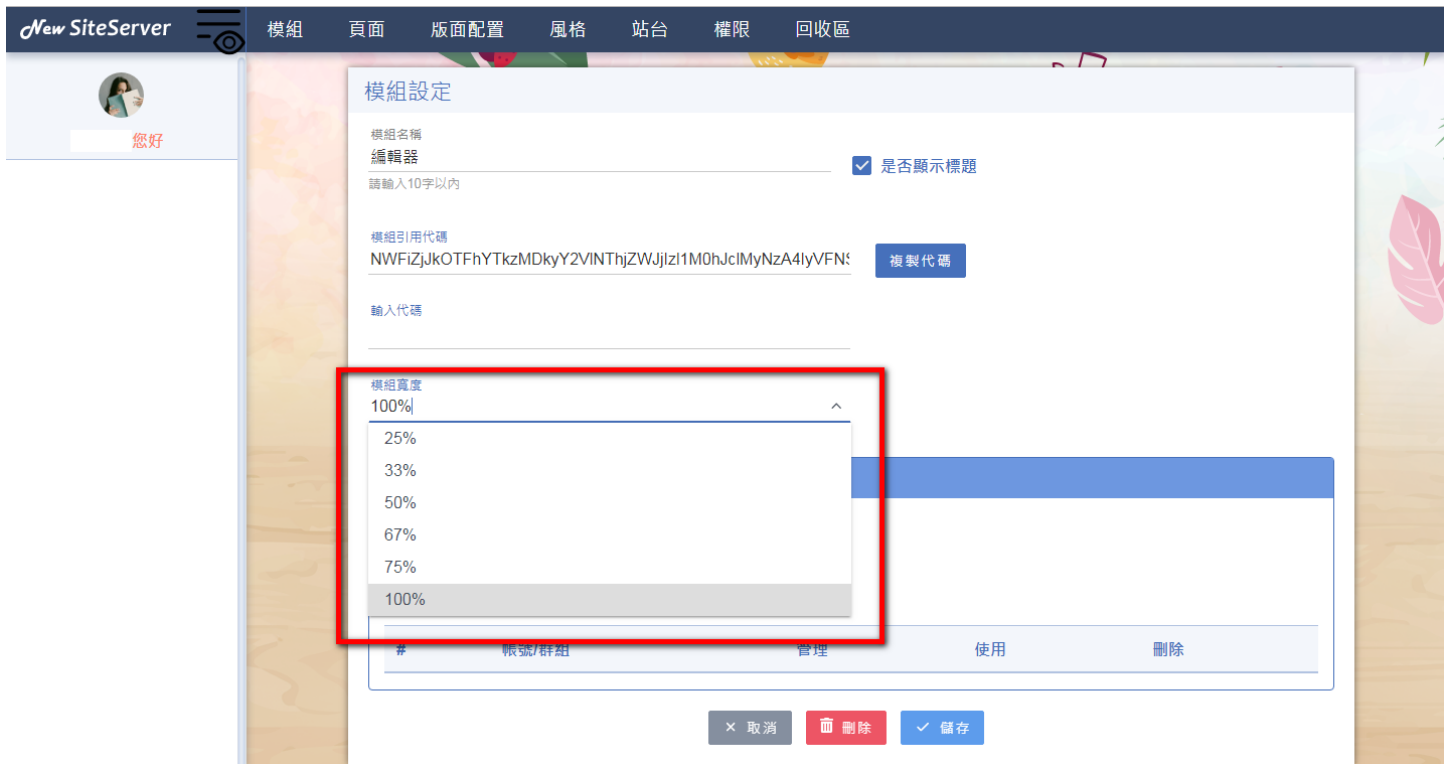 New SiteServer 模組 頁面 版面配置 風格 站台 權限 回收區
您好
模組設定
模組名稱
編輯器
是否顯示標題
請輸入10字以內
模組引用代碼
複製代碼
輸入代碼
模組寬度
100%
25%
33%
50%
67%
75%
100%
# 帳號/群組 管理 使用 刪除
× 取消 刪除 ✓ 儲存